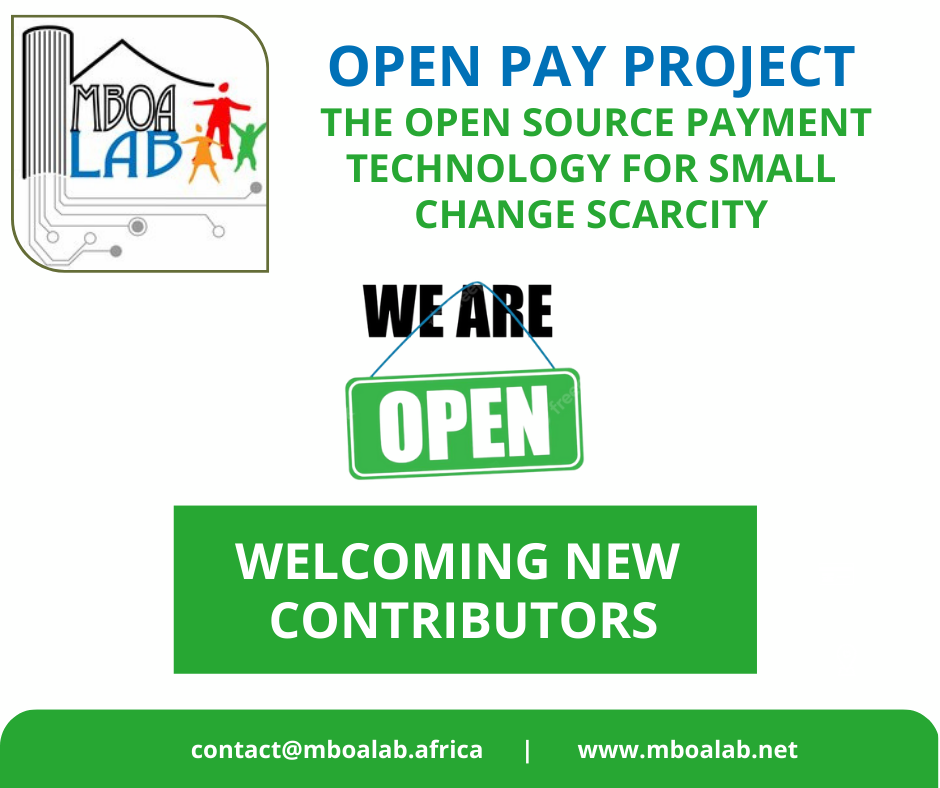 MBOA
LAB
OPEN PAY PROJECT
THE OPEN SOURCE PAYMENT
TECHNOLOGY FOR SMALL
CHANGE SCARCITY
WE ARE
OPEN
WELCOMING NEW
CONTRIBUTORS
contact@mboalab.africa | www.mboalab.net